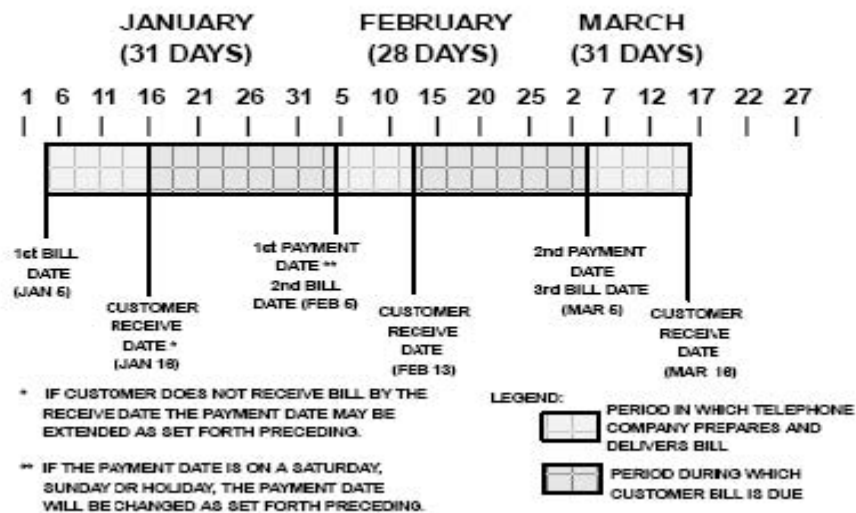 JANUARY FEBRUARY MARCH
(31 DAYS) (28 DAYS) (31 DAYS)
1 6 11 16 21 26 31 5 10 15 20 25 2 7 12 17 22 27
1st BILL
DATE
(JAN 5)
CUSTOMER
RECEIVE
DATE *
(JAN 16)
1st PAYMENT
DATE **
2nd BILL
DATE (FEB 5)
CUSTOMER
RECEIVE
DATE
(FEB 13)
2nd PAYMENT
DATE
3rd BILL DATE
(MAR 5)
CUSTOMER
RECEIVE
DATE
(MAR 16)
* IF CUSTOMER DOES NOT RECEIVE BILL BY THE
RECEIVE DATE THE PAYMENT DATE MAY BE
EXTENDED AS SET FORTH PRECEDING.
** IF THE PAYMENT DATE IS ON A SATURDAY,
SUNDAY OR HOLIDAY, THE PAYMENT DATE
WILL BE CHANGED AS SET FORTH PRECEDING.
LEGEND:
PERIOD IN WHICH TELEPHONE
COMPANY PREPARES AND
DELIVERS BILL
PERIOD DURING WHICH
CUSTOMER BILL IS DUE